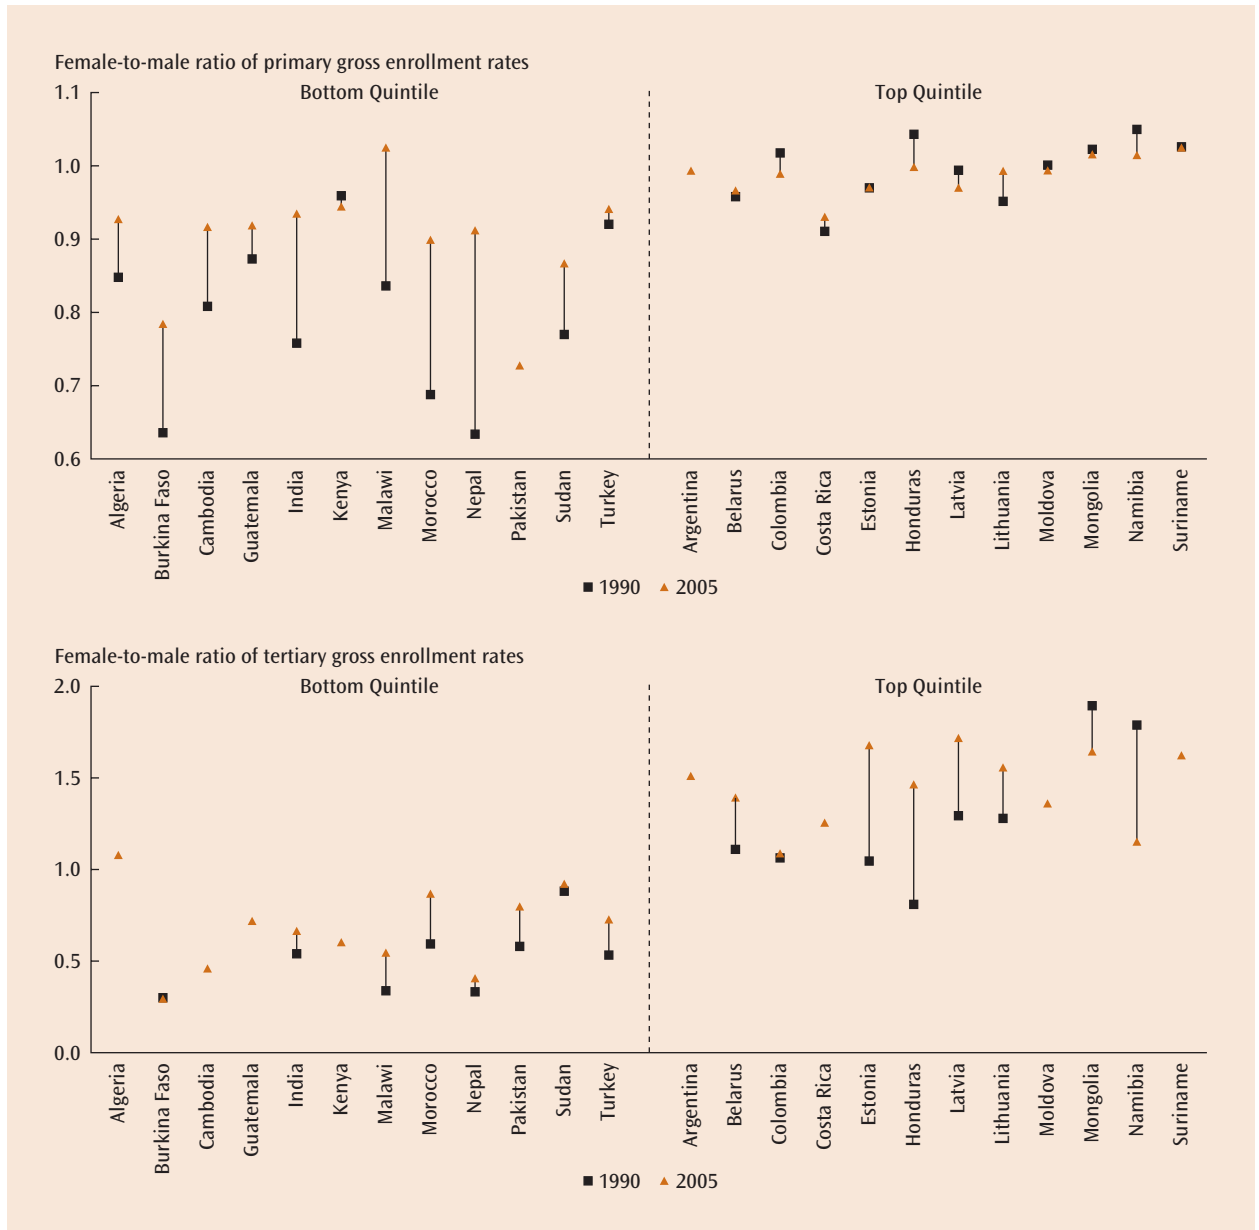 Female-to-male ratio of primary gross enrollment rates
Bottom Quintile Top Quintile
1.1
1.0
0.9
0.8
0.7
0.6
Algeria Burkina Faso Cambodia Guatemala India Kenya Malawi Morocco Nepal Pakistan Sudan Turkey Argentina Belarus Colombia Costa Rica Estonia Honduras Latvia Lithuania Moldova Mongolia Namibia Suriname
1990 2005
Female-to-male ratio of tertiary gross enrollment rates
Bottom Quintile Top Quintile
2.0
1.5
1.0
0.5
0.0
Algeria Burkina Faso Cambodia Guatemala India Kenya Malawi Morocco Nepal Pakistan Sudan Turkey Argentina Belarus Colombia Costa Rica Estonia Honduras Latvia Lithuania Moldova Mongolia Namibia Suriname
1990 2005